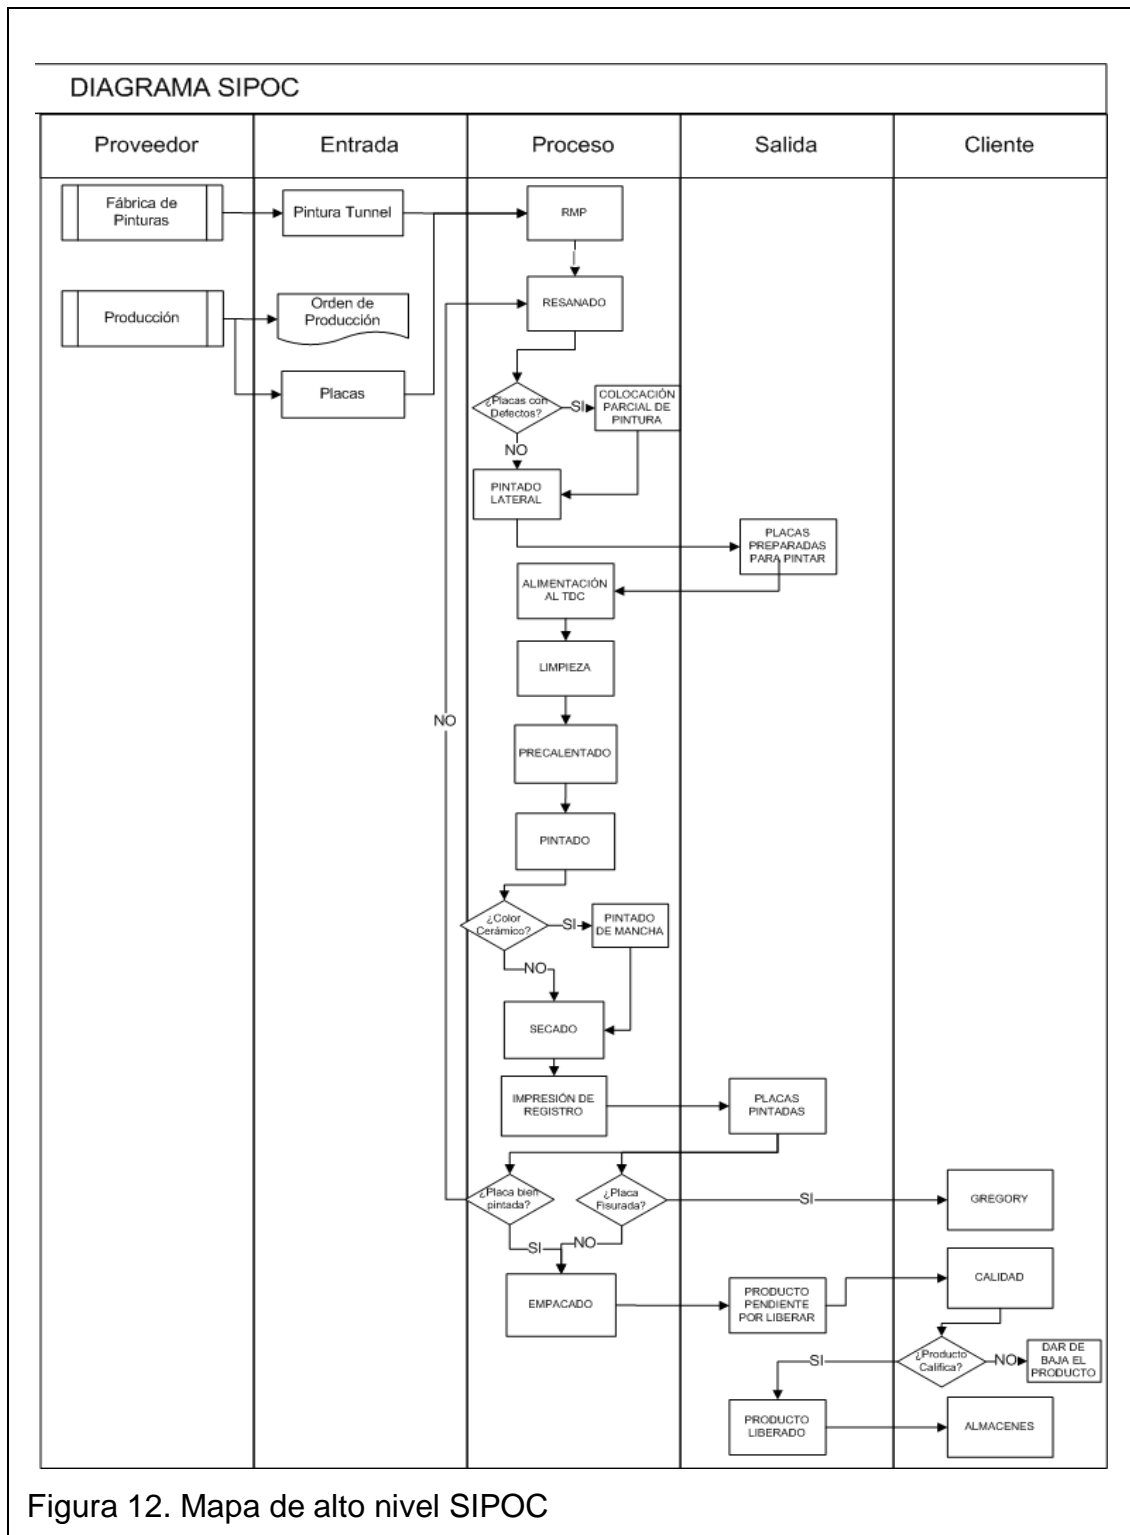 DIAGRAMA SIPOC
Proveedor
Entrada
Proceso
Salida
Cliente
Fábrica de
Pinturas
Pintura Tunnel
RMP
Producción
Orden de
Producción
RESANADO
Placas
¿Placas con
Defectos?
SI
COLOCACIÓN
PARCIAL DE
PINTURA
NO
PINTADO
LATERAL
PLACAS
PREPARADAS
PARA PINTAR
ALIMENTACIÓN
AL TDC
LIMPIEZA
NO
PRECALENTADO
PINTADO
¿Color
Cerámico?
SI
PINTADO
DE MANCHA
NO
SECADO
IMPRESIÓN DE
REGISTRO
PLACAS
PINTADAS
¿Placa bien
pintada?
¿Placa
Fisurada?
SI
GREGORY
SI
NO
EMPACADO
PRODUCTO
PENDIENTE
POR LIBERAR
CALIDAD
¿Producto
Califica?
SI
NO
DAR DE
BAJA EL
PRODUCTO
PRODUCTO
LIBERADO
ALMACENES
Figura 12. Mapa de alto nivel SIPOC